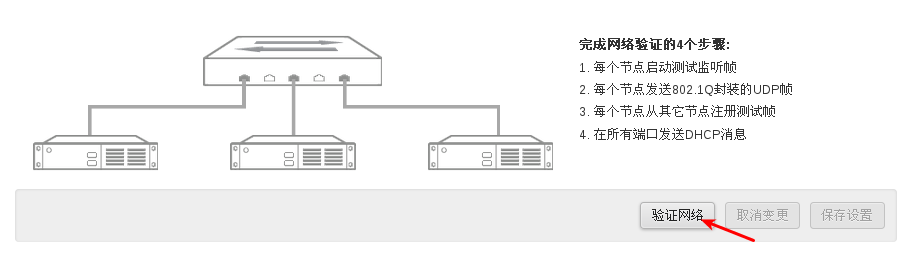 完成网络验证的4个步骤:
1. 每个节点启动测试监听帧
2. 每个节点发送802.1Q封装的UDP帧
3. 每个节点从其它节点注册测试帧
4. 在所有端口发送DHCP消息
验证网络 取消变更 保存设置